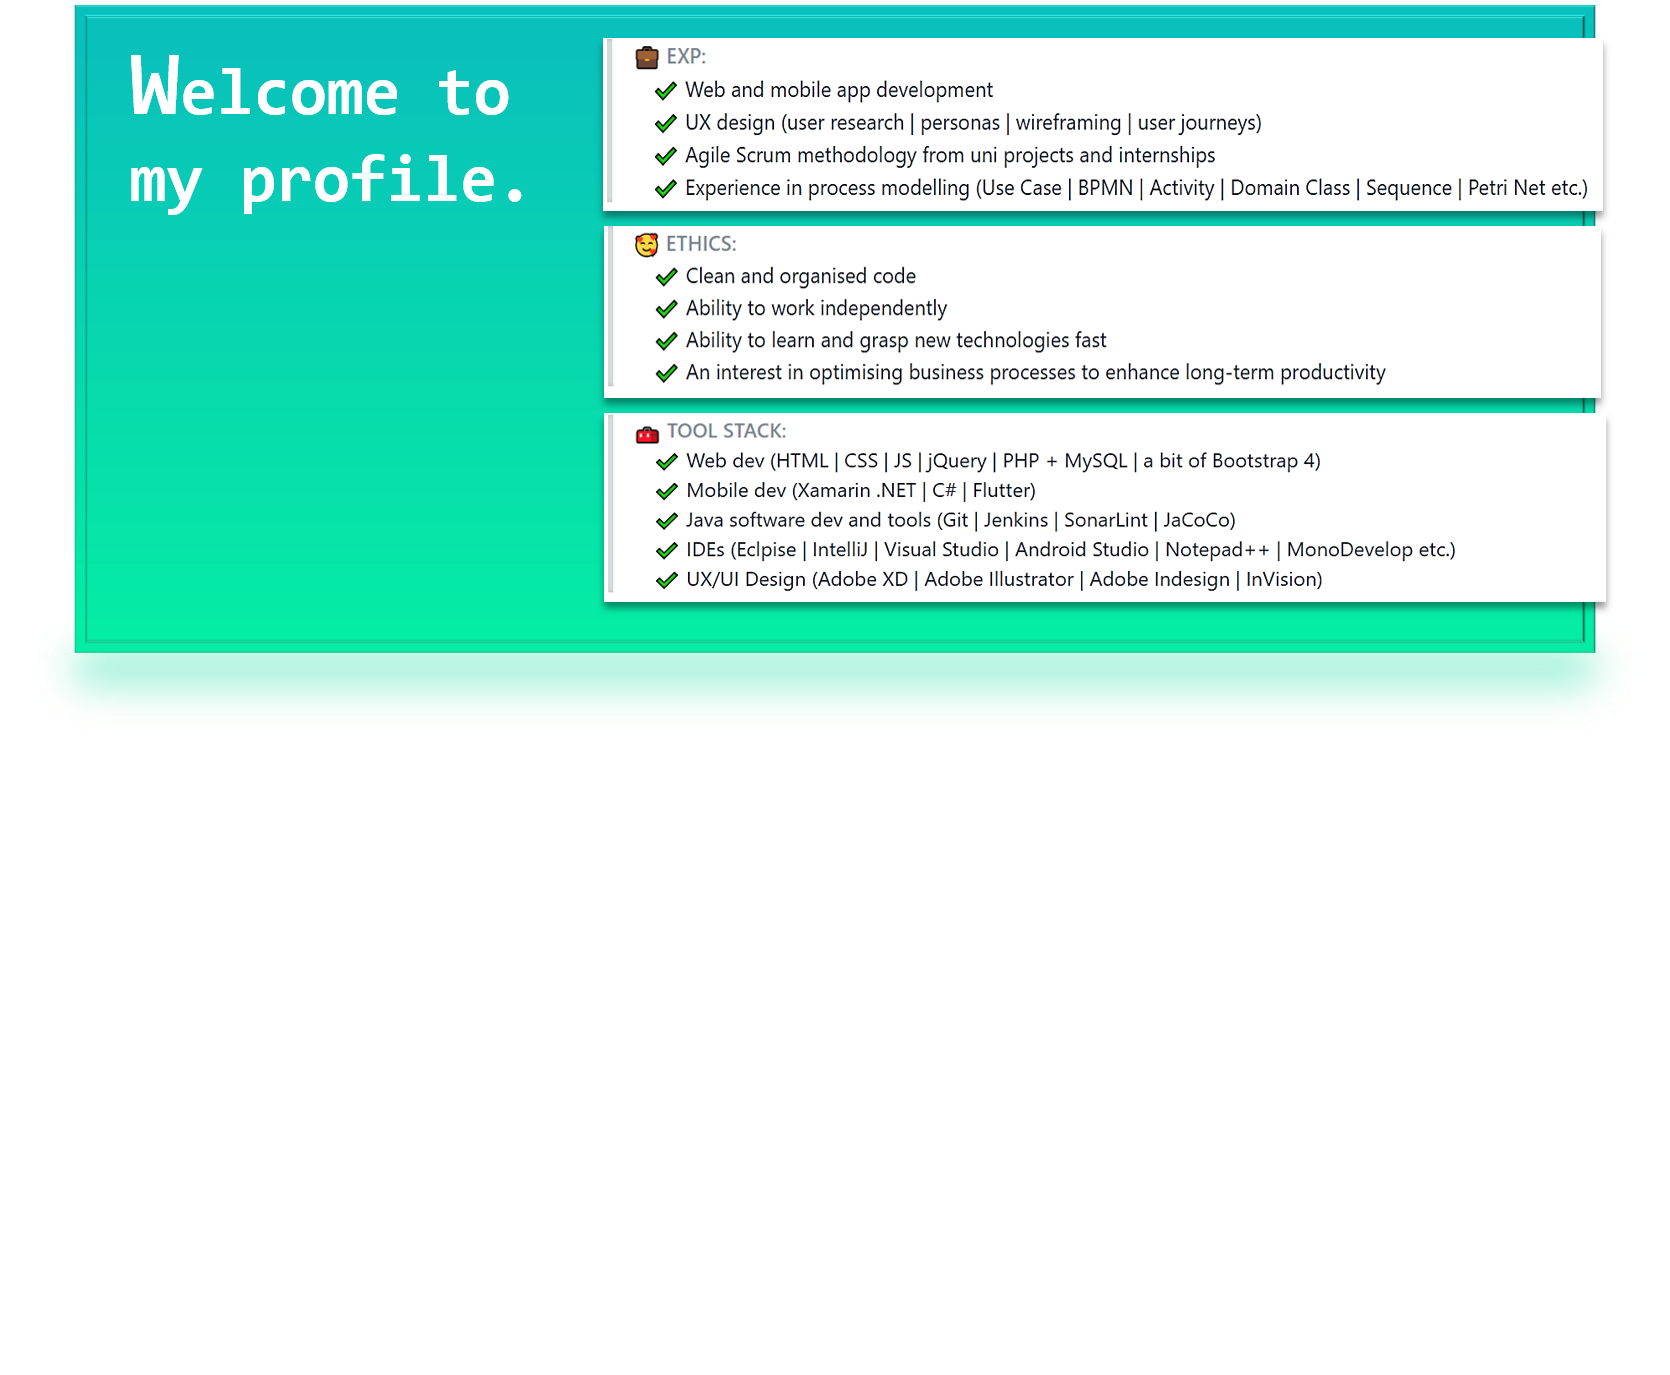 Welcome to
my profile.
EXP:
Web and mobile app development
UX design (user research | personas | wireframing | user journeys)
Agile Scrum methodology from uni projects and internships
Experience in process modelling (Use Case | BPMN | Activity | Domain Class | Sequence | Petri Net etc.)
ETHICS:
Clean and organised code
Ability to work independently
Ability to learn and grasp new technologies fast
An interest in optimising business processes to enhance long-term productivity
TOOL STACK:
Web dev (HTML | CSS | JS | jQuery | PHP + MySQL | a bit of Bootstrap 4)
Mobile dev (Xamarin .NET | C# | Flutter)
Java software dev and tools (Git | Jenkins | SonarLint | JaCoCo)
IDEs (Eclpise | IntelliJ | Visual Studio | Android Studio | Notepad++ | MonoDevelop etc.)
UX/UI Design (Adobe XD | Adobe Illustrator | Adobe Indesign | InVision)